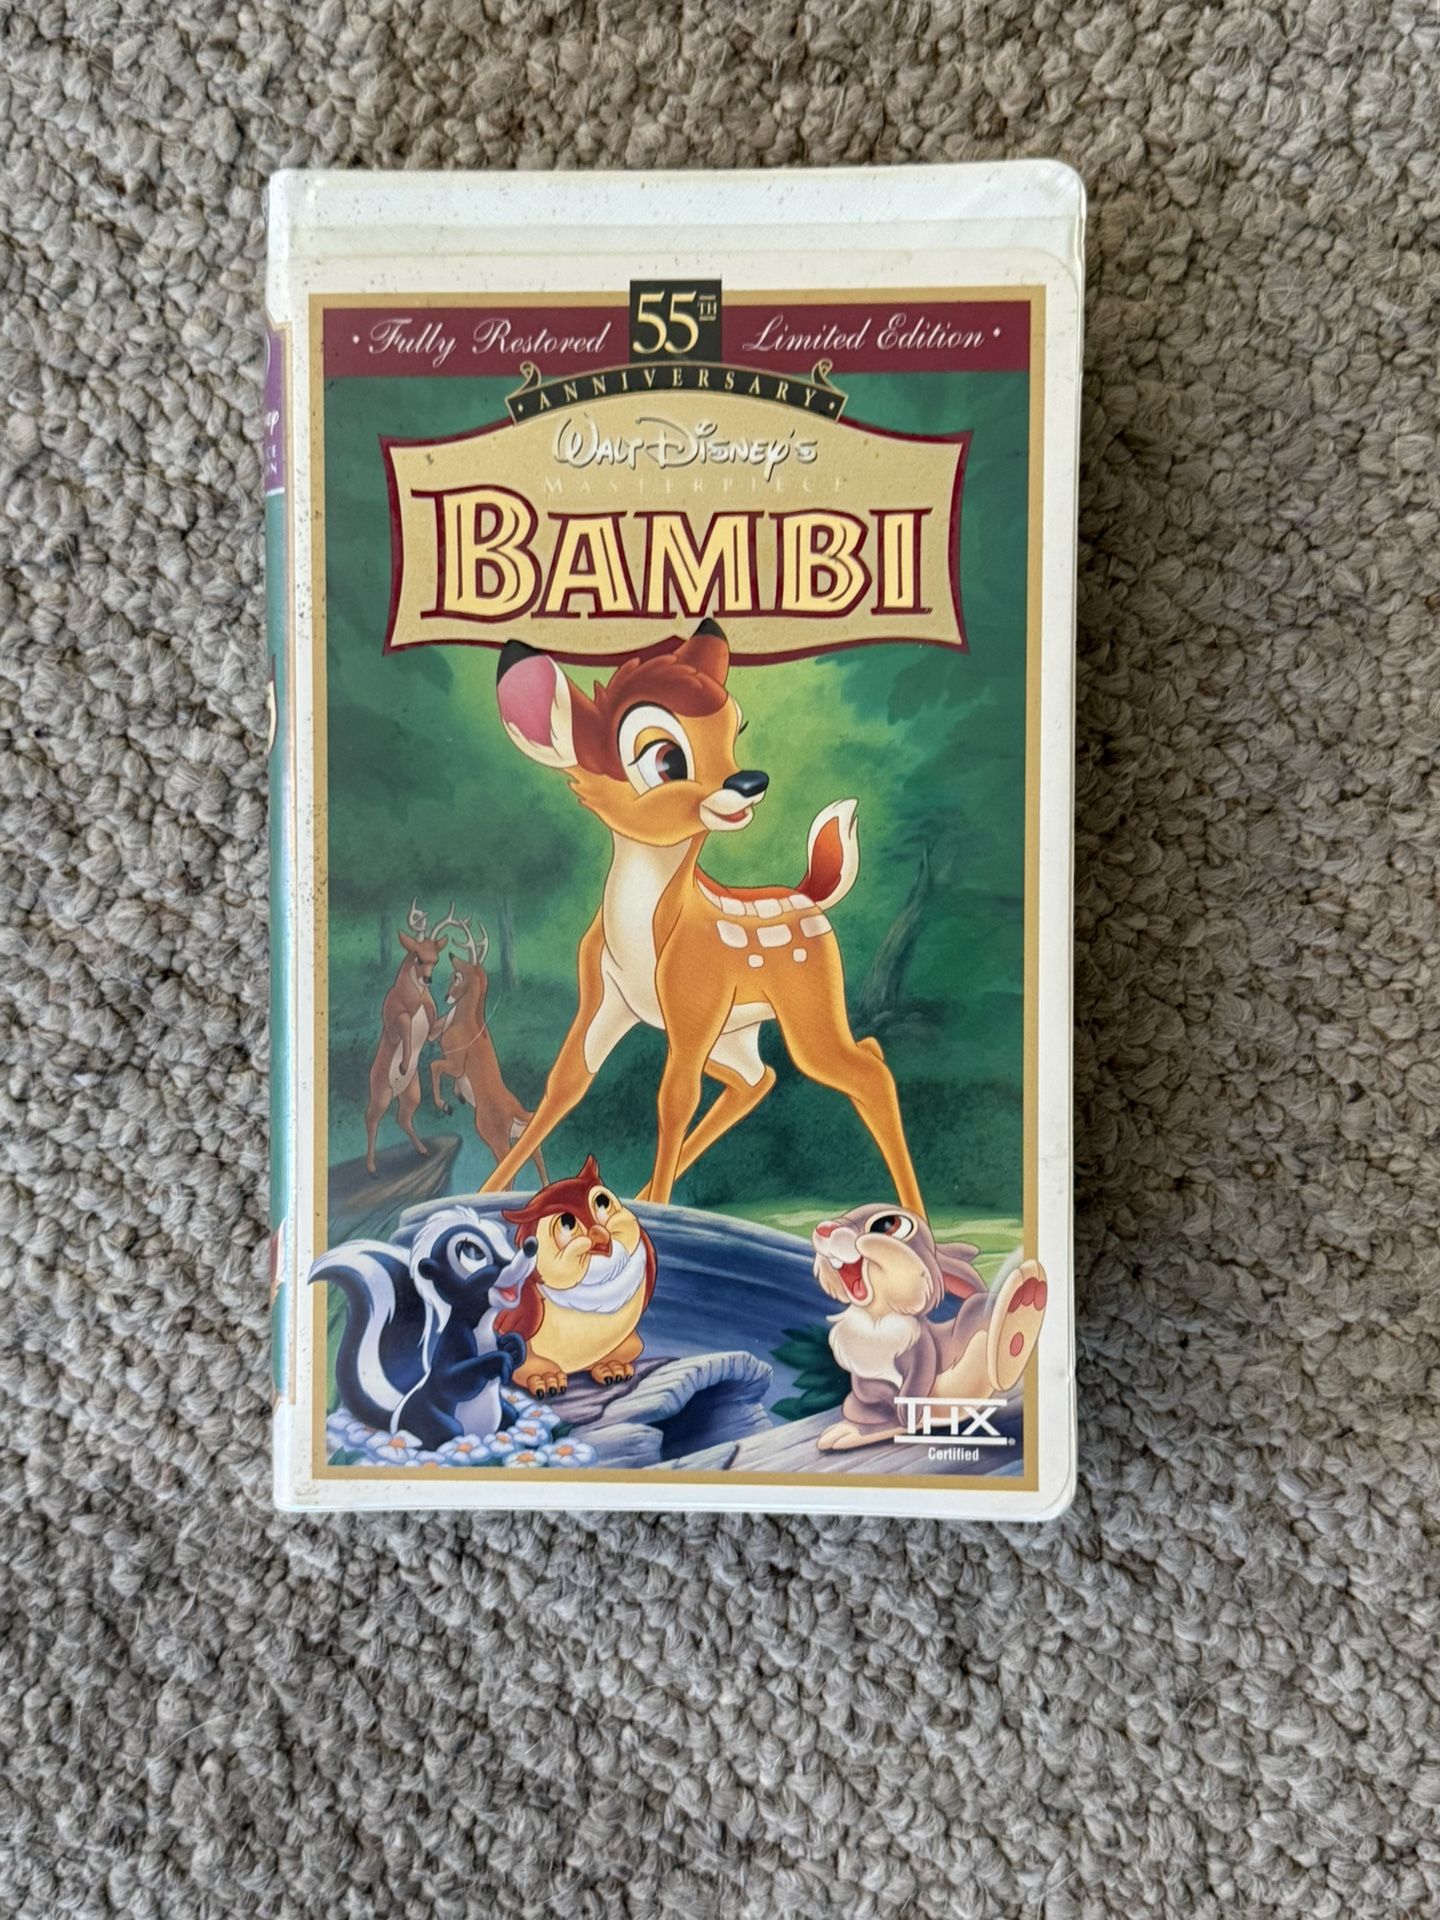 · Fully Restored 55TH Limited Edition ·
· ANNIVERSARY ·
WALT DISNEY'S
MASTERPIECE
BAMBI
THX
Certified